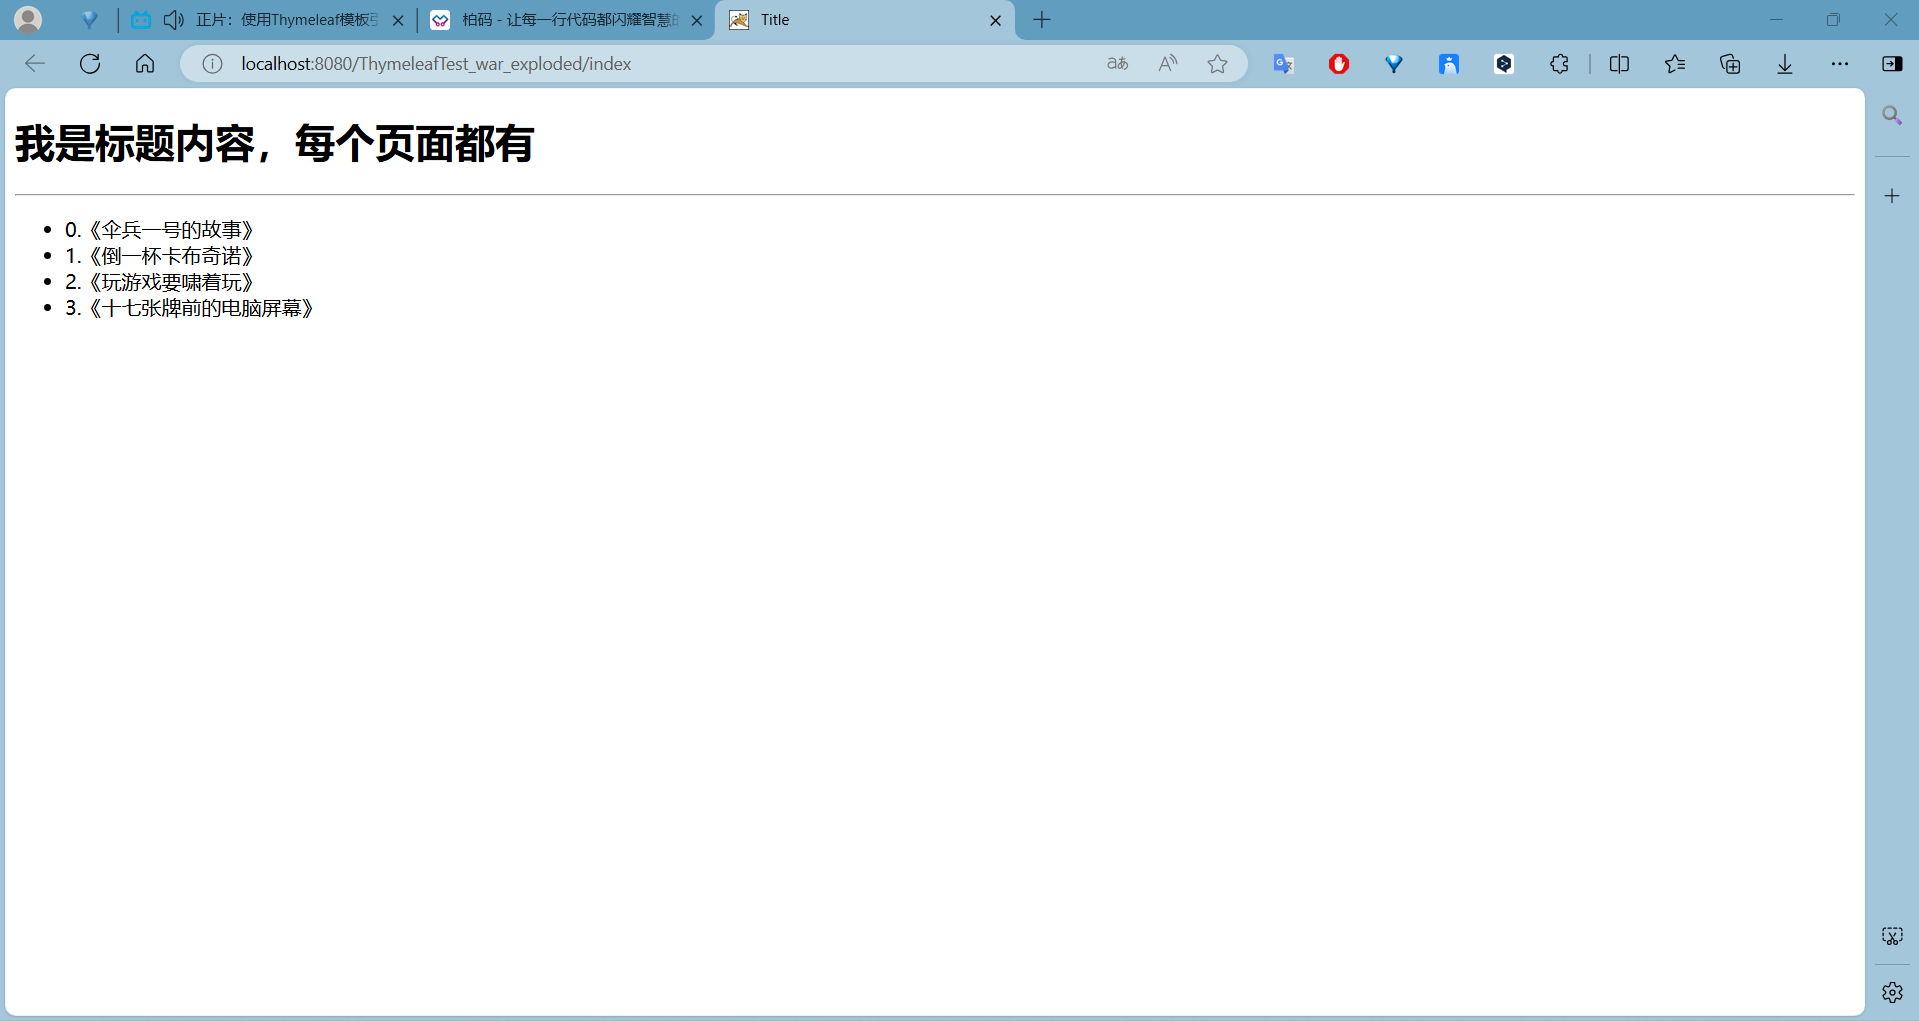 正片：使用Thymeleaf模板引
柏码 - 让每一行代码都闪耀智慧的
Title
localhost:8080/ThymeleafTest_war_exploded/index
我是标题内容，每个页面都有
0.《伞兵一号的故事》
1.《倒一杯卡布奇诺》
2.《玩游戏要啸着玩》
3.《十七张牌前的电脑屏幕》